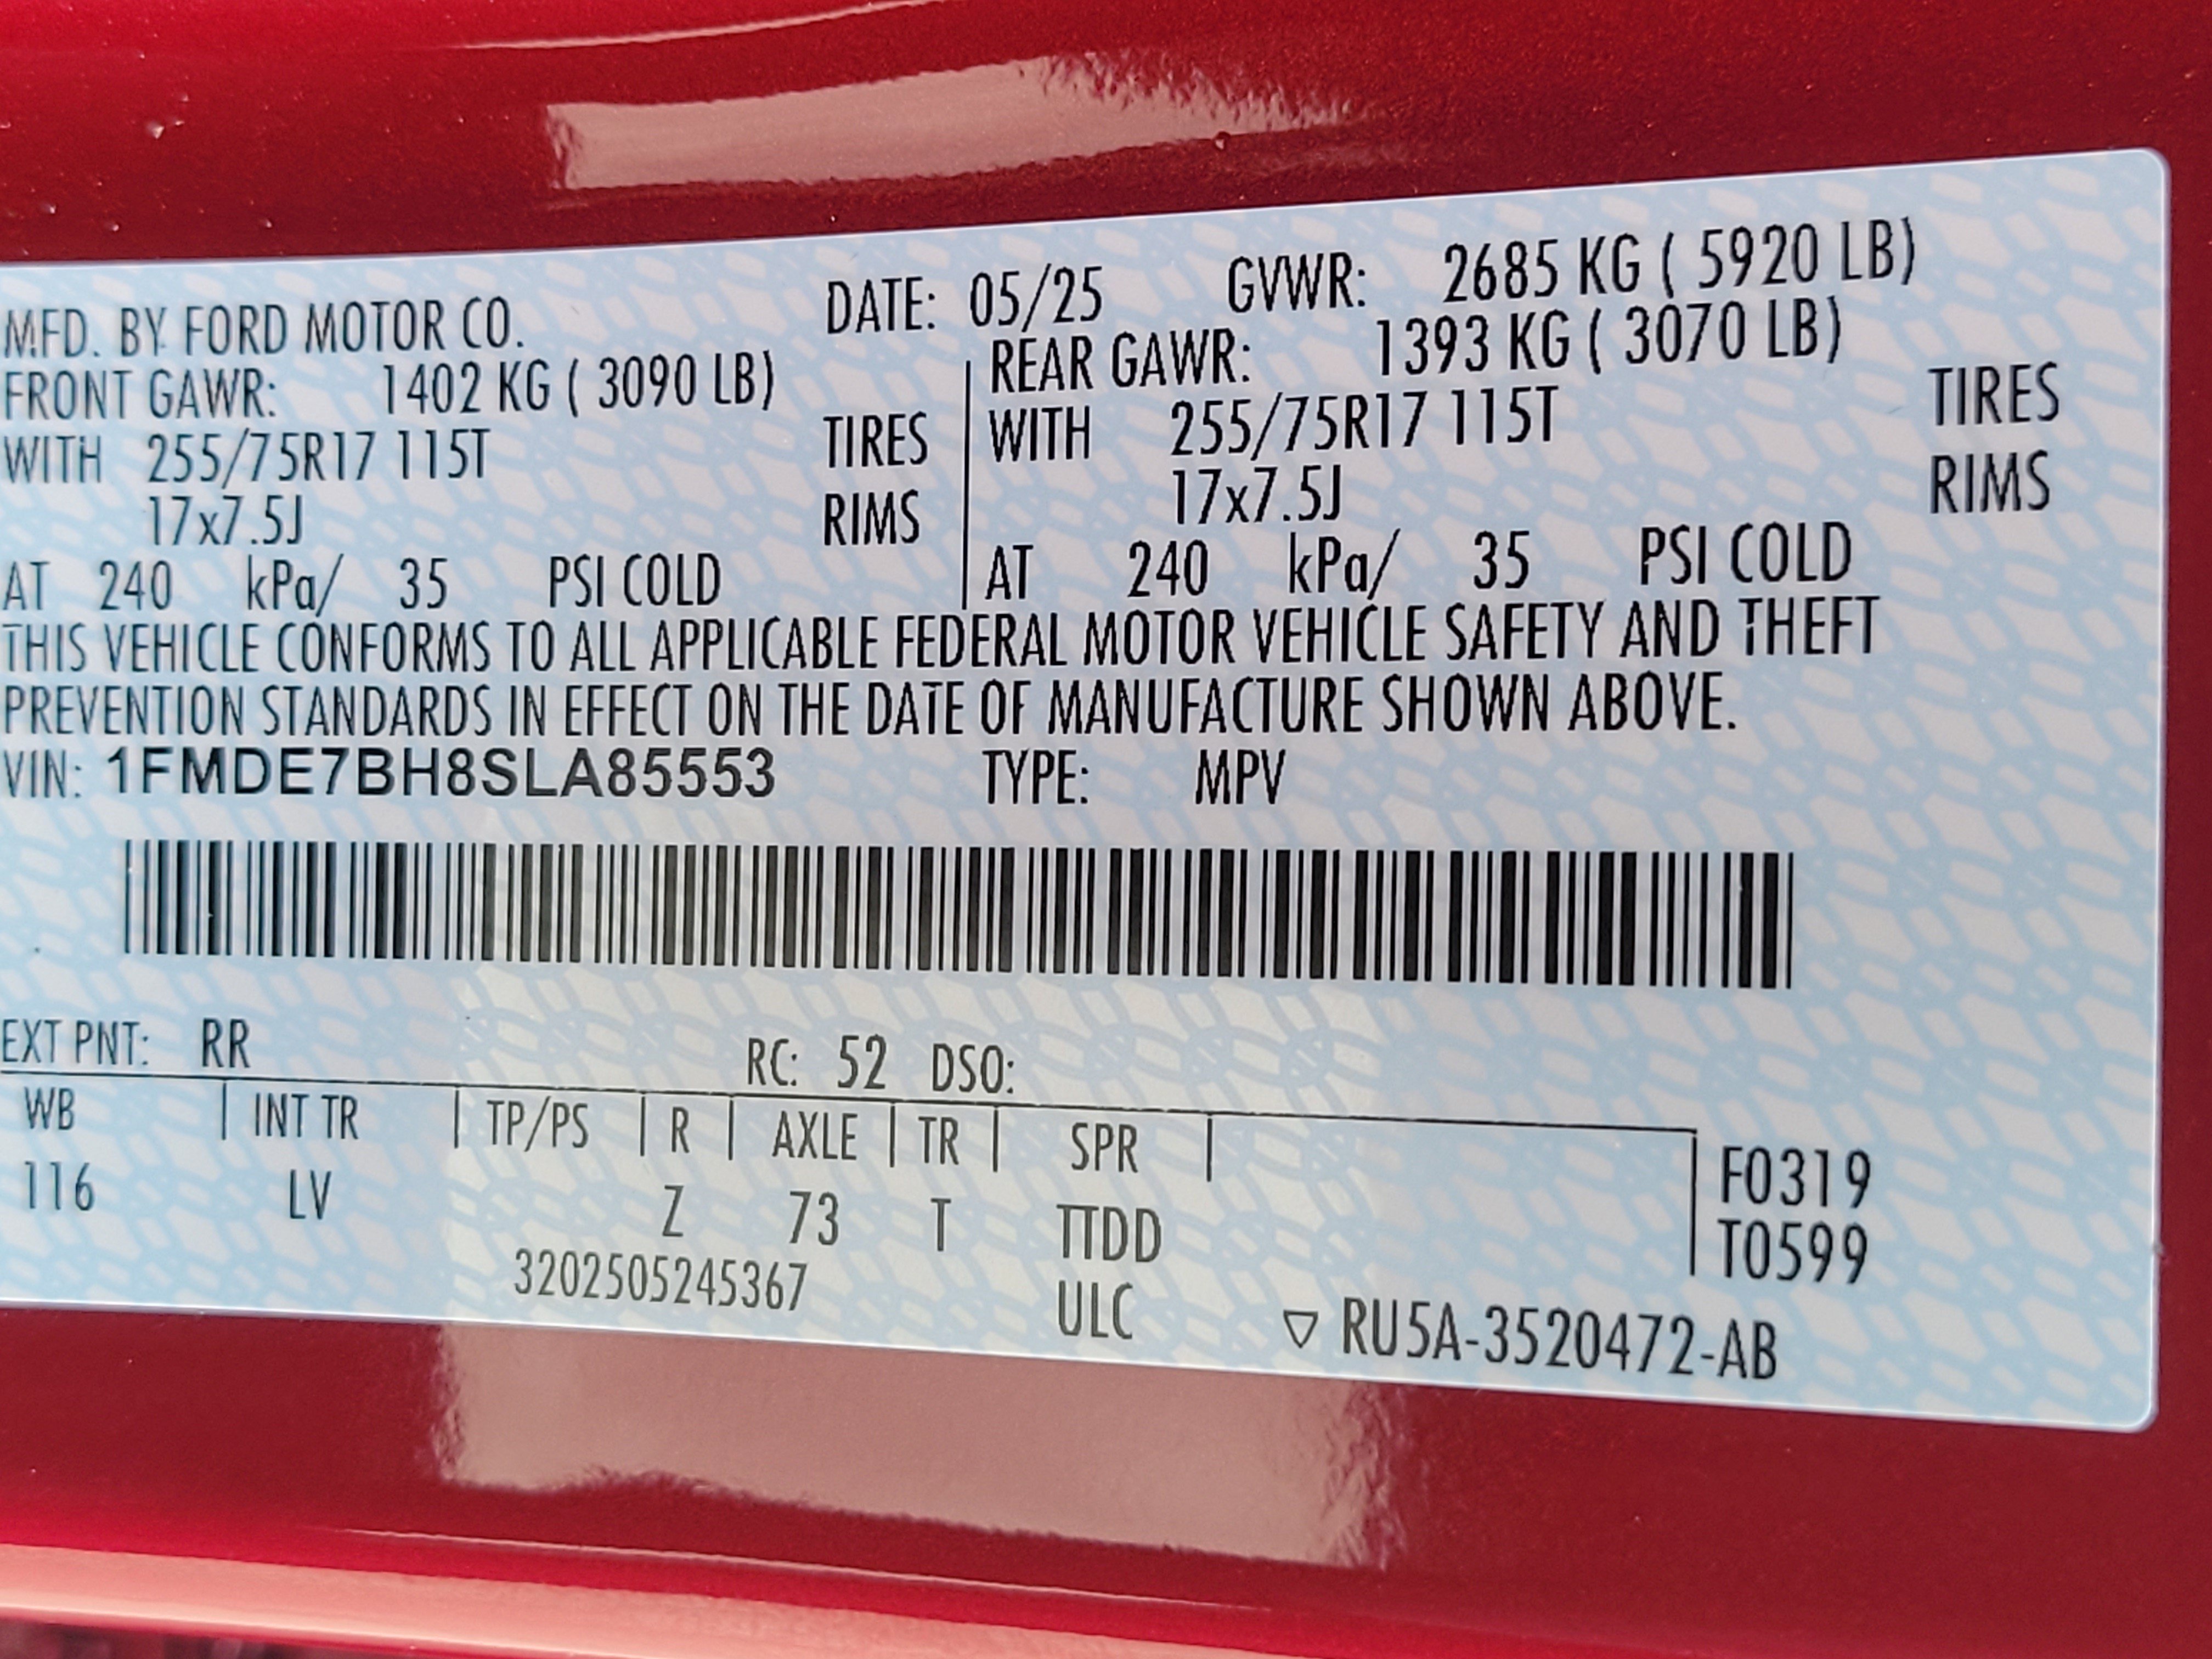 MFD. BY FORD MOTOR CO. DATE: 05/25 GVWR: 2685 KG ( 5920 LB)
FRONT GAWR: 1402 KG ( 3090 LB) REAR GAWR: 1393 KG ( 3070 LB)
WITH 255/75R17 115T TIRES WITH 255/75R17 115T TIRES
17x7.5J RIMS 17x7.5J RIMS
AT 240 kPa/ 35 PSI COLD AT 240 kPa/ 35 PSI COLD
THIS VEHICLE CONFORMS TO ALL APPLICABLE FEDERAL MOTOR VEHICLE SAFETY AND THEFT
PREVENTION STANDARDS IN EFFECT ON THE DATE OF MANUFACTURE SHOWN ABOVE.
VIN: 1FMDE7BH8SLA85553 TYPE: MPV
EXT PNT: RR RC: 52 DSO:
WB | INT TR | TP/PS | R | AXLE | TR | SPR |
116 LV Z 73 T TTDD
F0319
T0599
3202505245367 ULC ▽ RU5A-3520472-AB